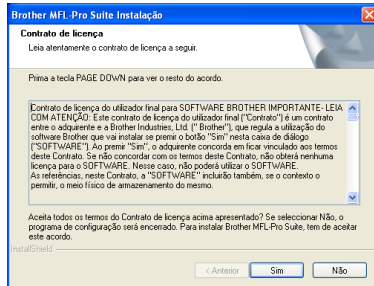 Brother MFL-Pro Suite Instalação
Contrato de licença
Leia atentamente o contrato de licença a seguir.
Prima a tecla PAGE DOWN para ver o resto do acordo.
Contrato de licença do utilizador final para SOFTWARE BROTHER IMPORTANTE- LEIA
COM ATENÇÃO: Este contrato de licença do utilizador final ("Contrato") é um contrato
entre o adquirente e a Brother Industries, Ltd. (" Brother"), que regula a utilização do
software Brother que vai instalar se premir o botão "Sim" nesta caixa de diálogo
("SOFTWARE"). Ao premir "Sim", o adquirente concorda em ficar vinculado aos termos
deste Contrato. Se não concordar com os termos deste Contrato, não obterá nenhuma
licença para o SOFTWARE. Nesse caso, não poderá utilizar o SOFTWARE.
As referências, neste Contrato, a "SOFTWARE" incluirão também, se o contexto o
permitir, o meio físico de armazenamento do mesmo.
Aceita todos os termos do Contrato de licença acima apresentado? Se seleccionar Não, o
programa de configuração será encerrado. Para instalar Brother MFL-Pro Suite, tem de aceitar
este acordo.
InstallShield
< Anterior
Sim
Não